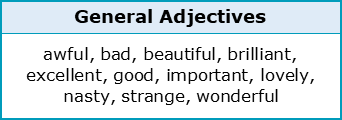 General Adjectives
awful, bad, beautiful, brilliant,
excellent, good, important, lovely,
nasty, strange, wonderful